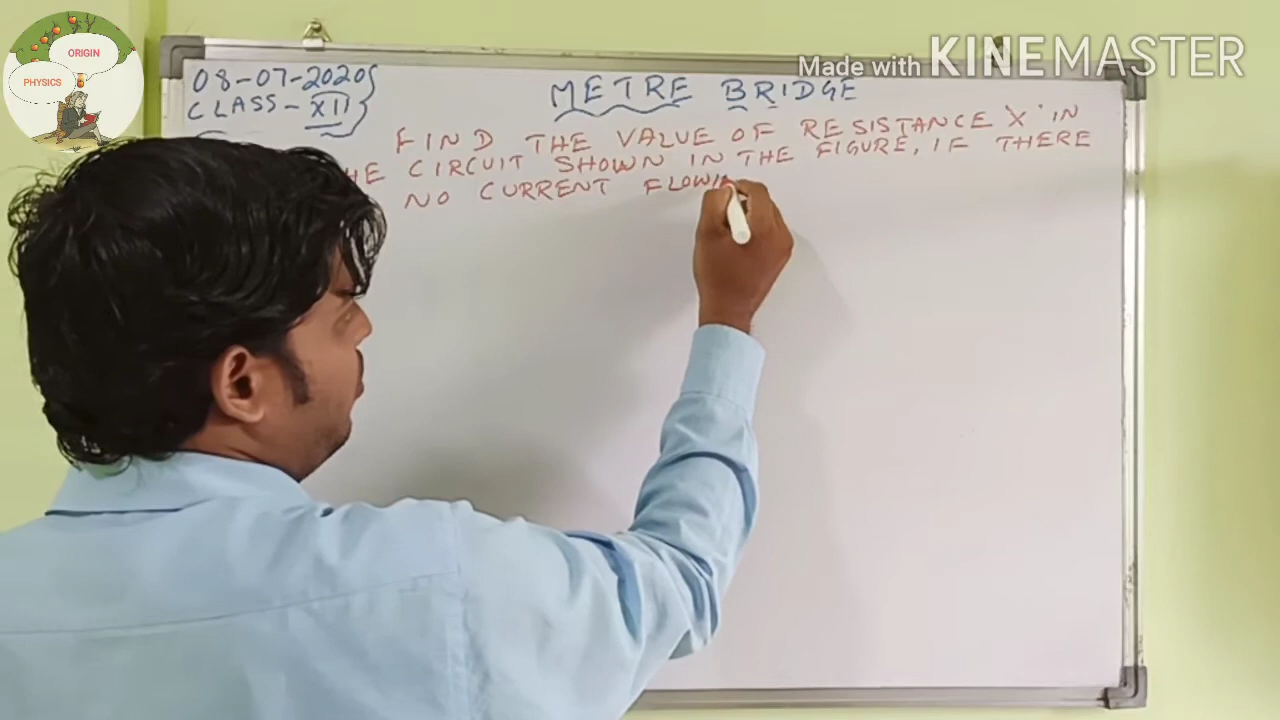 ORIGIN
PHYSICS
Made with KINEMASTER
08-07-2020
CLASS - XII
METRE BRIDGE
FIND THE VALUE OF RESISTANCE X IN
HE CIRCUIT SHOWN IN THE FIGURE, IF THERE
NO CURRENT FLOWI